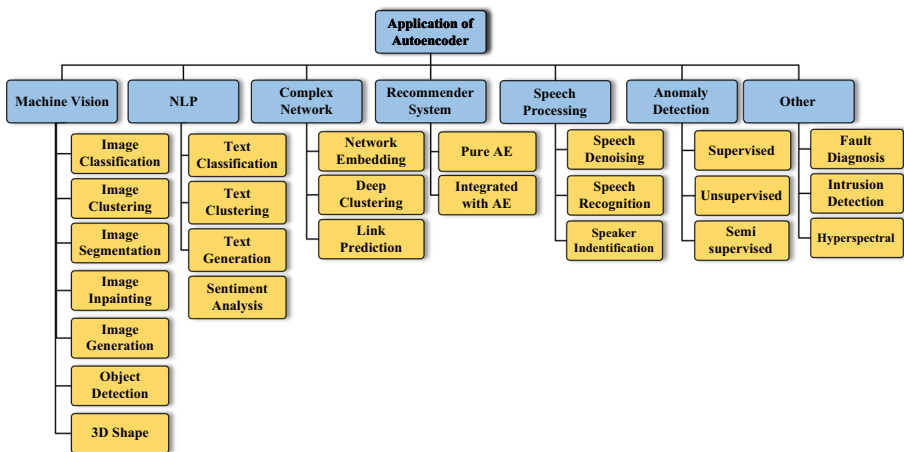 Application of
Autoencoder
Machine Vision
NLP
Complex
Network
Recommender
System
Speech
Processing
Anomaly
Detection
Other
Image
Classification
Image
Clustering
Image
Segmentation
Image
Inpainting
Image
Generation
Object
Detection
3D Shape
Text
Classification
Text
Clustering
Text
Generation
Sentiment
Analysis
Network
Embedding
Deep
Clustering
Link
Prediction
Pure AE
Integrated
with AE
Speech
Denoising
Speech
Recognition
Speaker
Indentification
Supervised
Unsupervised
Semi
supervised
Fault
Diagnosis
Intrusion
Detection
Hyperspectral